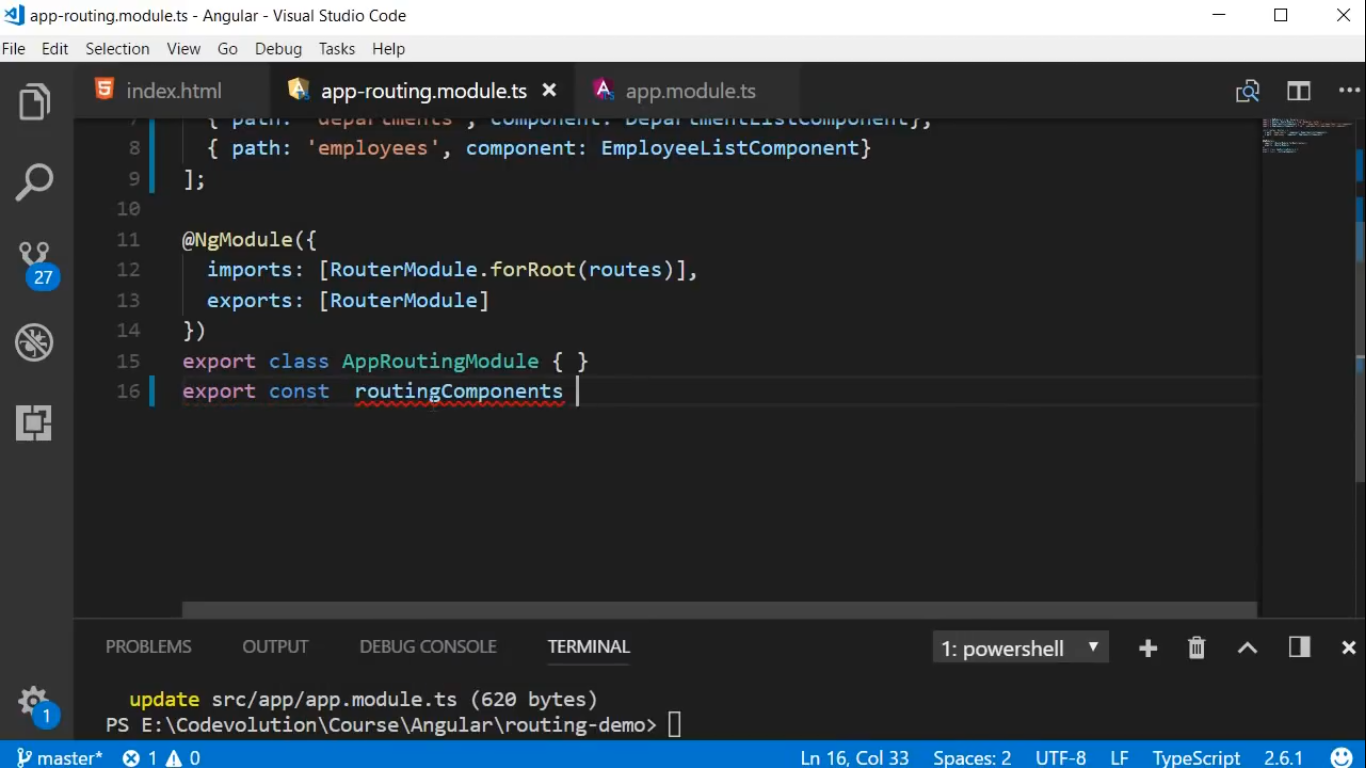 app-routing.module.ts - Angular - Visual Studio Code
File Edit Selection View Go Debug Tasks Help
index.html app-routing.module.ts app.module.ts
7 { path: 'departments', component: DepartmentListComponent},
8 { path: 'employees', component: EmployeeListComponent}
9 ];
10
11 @NgModule({
12 imports: [RouterModule.forRoot(routes)],
13 exports: [RouterModule]
14 })
15 export class AppRoutingModule { }
16 export const  routingComponents
27
PROBLEMS OUTPUT DEBUG CONSOLE TERMINAL 1: powershell
update src/app/app.module.ts (620 bytes)
PS E:\Codevolution\Course\Angular\routing-demo>
1
master* 1 0 Ln 16, Col 33 Spaces: 2 UTF-8 LF TypeScript 2.6.1